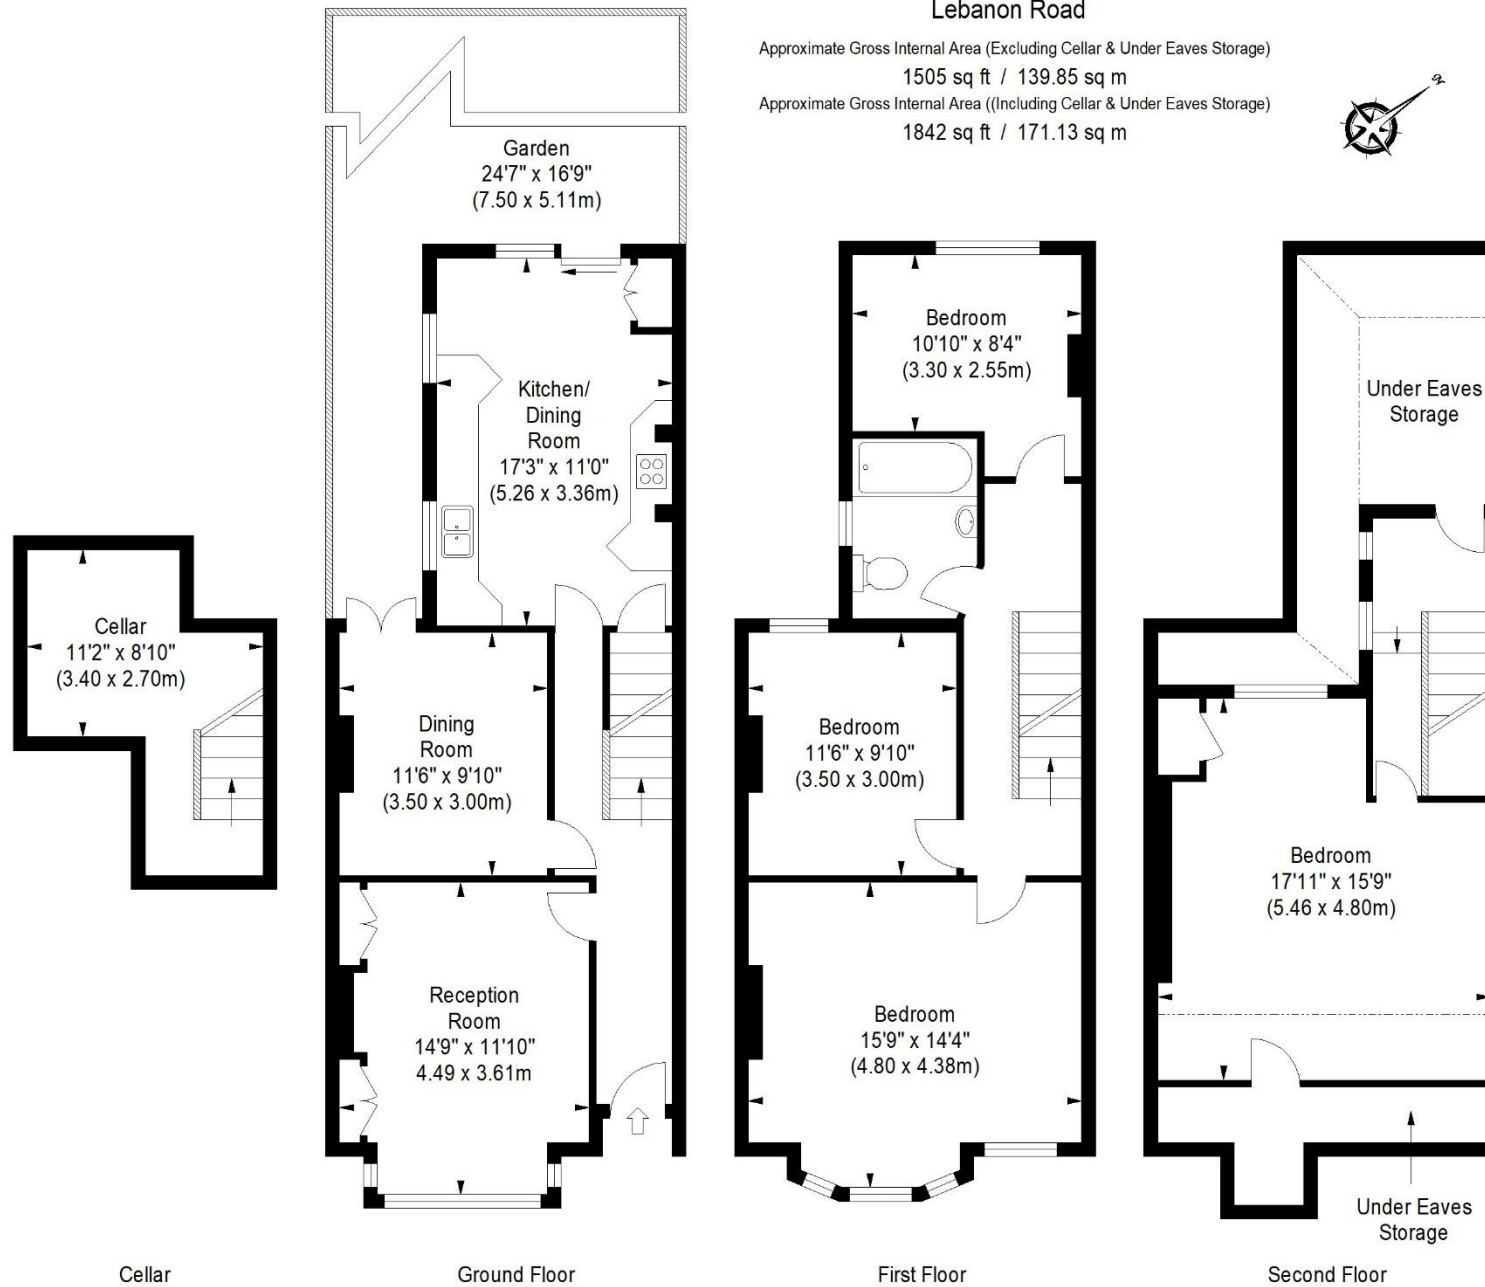 Lebanon Road
Approximate Gross Internal Area (Excluding Cellar & Under Eaves Storage)
1505 sq ft / 139.85 sq m
Approximate Gross Internal Area ((Including Cellar & Under Eaves Storage)
1842 sq ft / 171.13 sq m
N
Garden
24'7" x 16'9"
(7.50 x 5.11m)
Kitchen/
Dining
Room
17'3" x 11'0"
(5.26 x 3.36m)
Cellar
11'2" x 8'10"
(3.40 x 2.70m)
Dining
Room
11'6" x 9'10"
(3.50 x 3.00m)
Reception
Room
14'9" x 11'10"
4.49 x 3.61m
Bedroom
10'10" x 8'4"
(3.30 x 2.55m)
Bedroom
11'6" x 9'10"
(3.50 x 3.00m)
Bedroom
15'9" x 14'4"
(4.80 x 4.38m)
Under Eaves
Storage
Bedroom
17'11" x 15'9"
(5.46 x 4.80m)
Under Eaves
Storage
Cellar
Ground Floor
First Floor
Second Floor